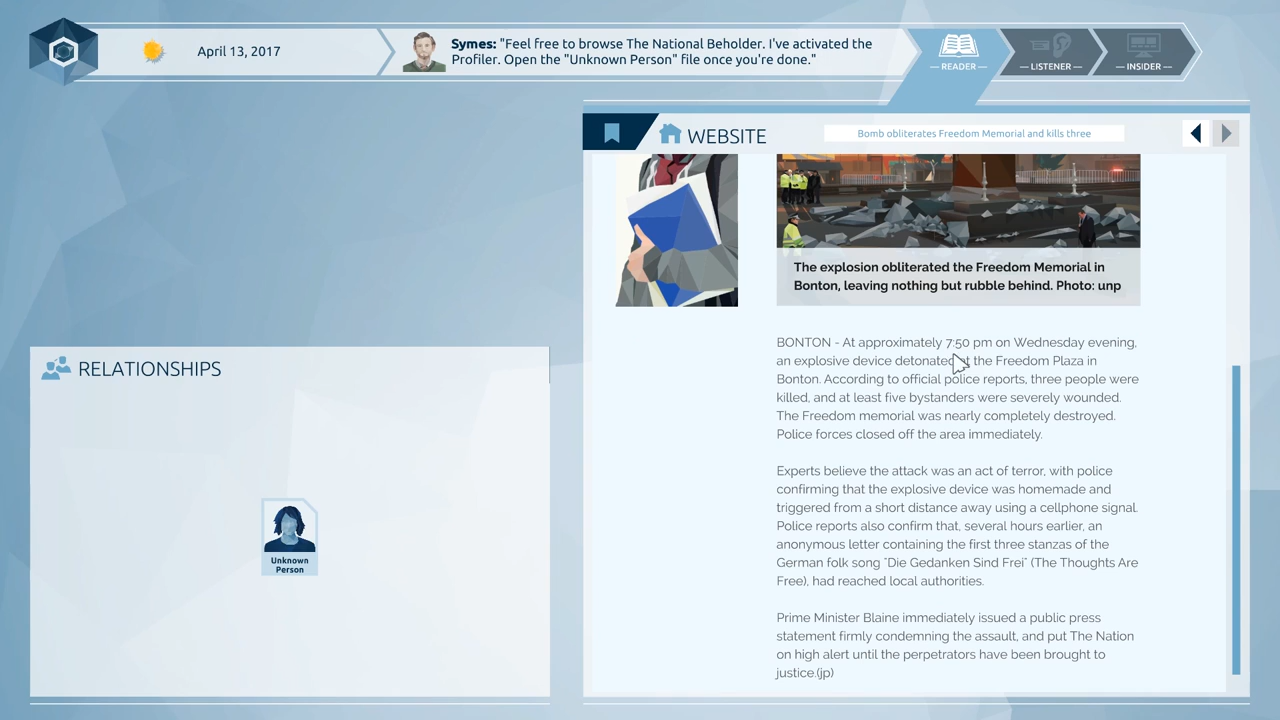 April 13, 2017
Symes: "Feel free to browse The National Beholder. I've activated the
Profiler. Open the "Unknown Person" file once you're done."
— READER —
— LISTENER —
— INSIDER —
WEBSITE
Bomb obliterates Freedom Memorial and kills three
The explosion obliterated the Freedom Memorial in
Bonton, leaving nothing but rubble behind. Photo: unp
BONTON - At approximately 7:50 pm on Wednesday evening,
an explosive device detonated at the Freedom Plaza in
Bonton. According to official police reports, three people were
killed, and at least five bystanders were severely wounded.
The Freedom memorial was nearly completely destroyed.
Police forces closed off the area immediately.
Experts believe the attack was an act of terror, with police
confirming that the explosive device was homemade and
triggered from a short distance away using a cellphone signal.
Police reports also confirm that, several hours earlier, an
anonymous letter containing the first three stanzas of the
German folk song "Die Gedanken Sind Frei" (The Thoughts Are
Free), had reached local authorities.
Prime Minister Blaine immediately issued a public press
statement firmly condemning the assault, and put The Nation
on high alert until the perpetrators have been brought to
justice.(jp)
RELATIONSHIPS
Unknown
Person